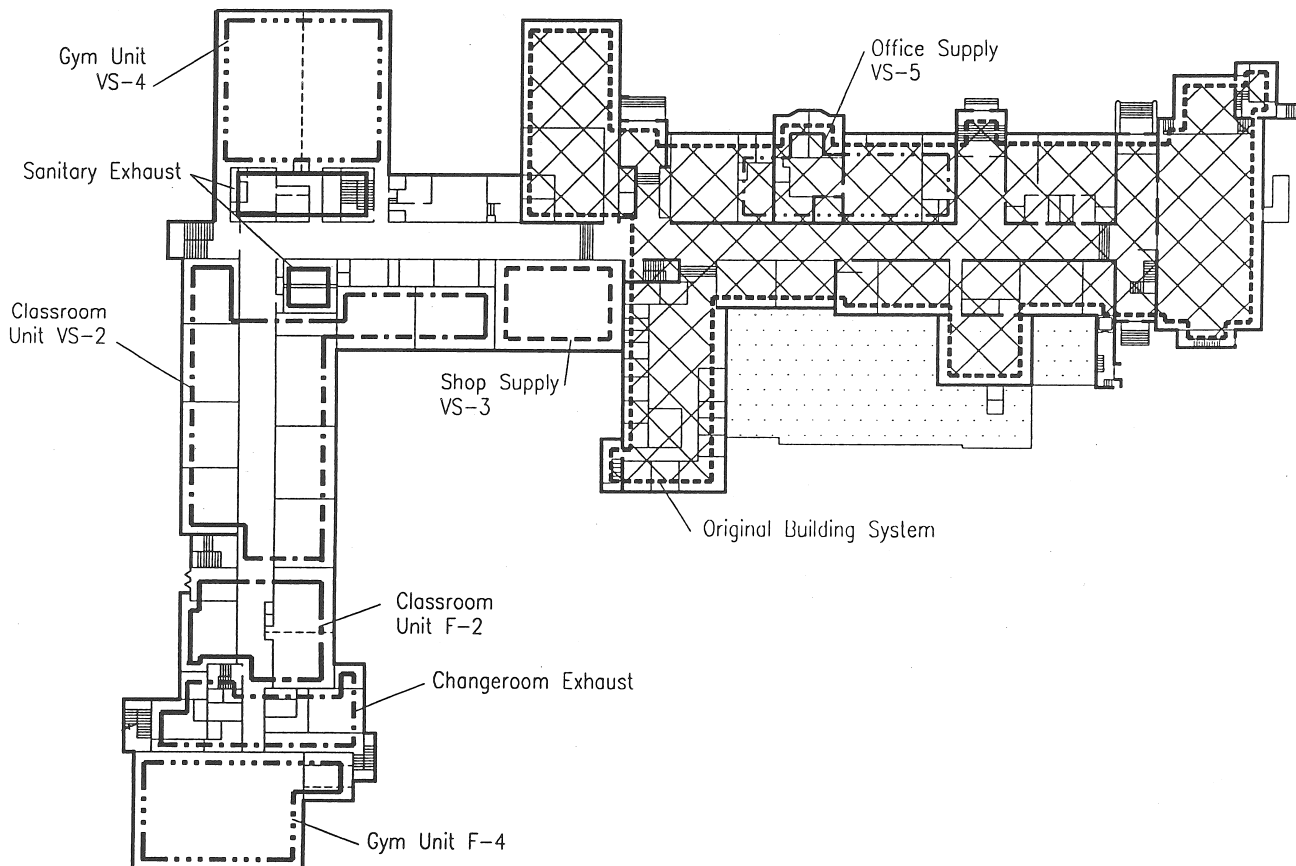 Gym Unit
VS-4
Office Supply
VS-5
Sanitary Exhaust
Classroom
Unit VS-2
Shop Supply
VS-3
Original Building System
Classroom
Unit F-2
Changeroom Exhaust
Gym Unit F-4